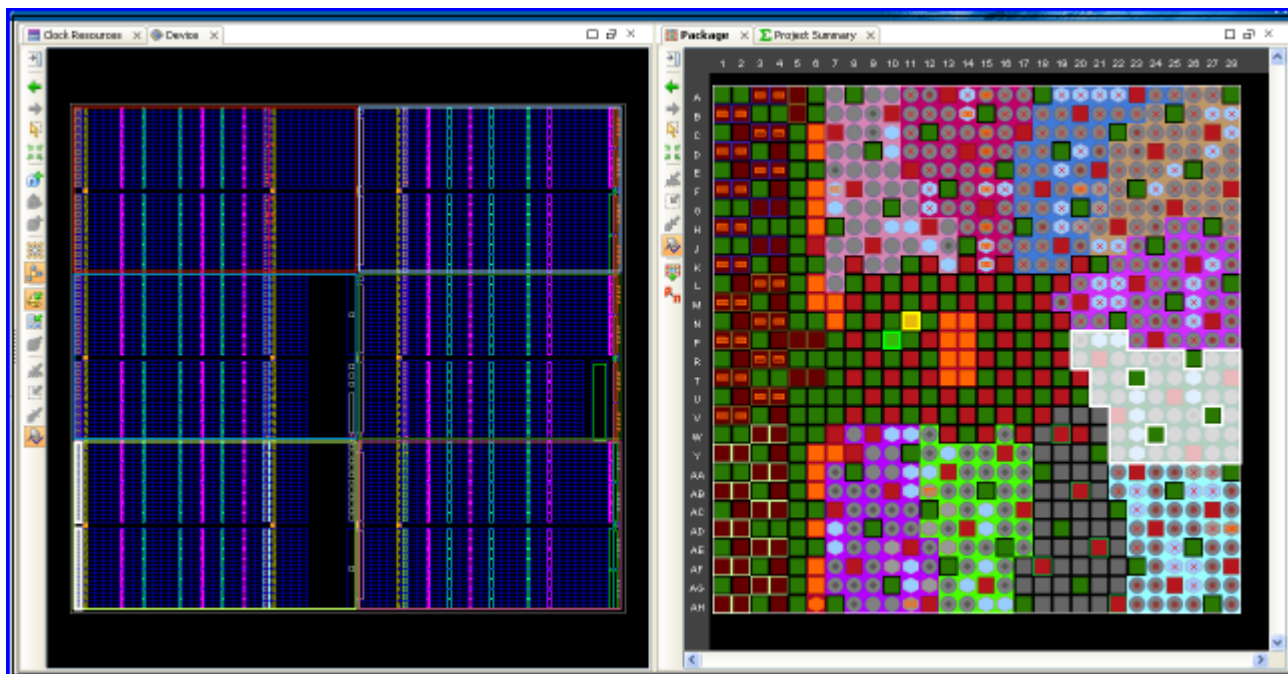 Clock Resources
Device
Package
Σ Project Summary
1 2 3 4 5 6 7 8 9 10 11 12 13 14 15 16 17 18 19 20 21 22 23 24 25 26 27 28
A
B
C
D
E
F
G
H
J
K
L
M
N
P
R
T
U
V
W
Y
AA
AB
AC
AD
AE
AF
AG
AH